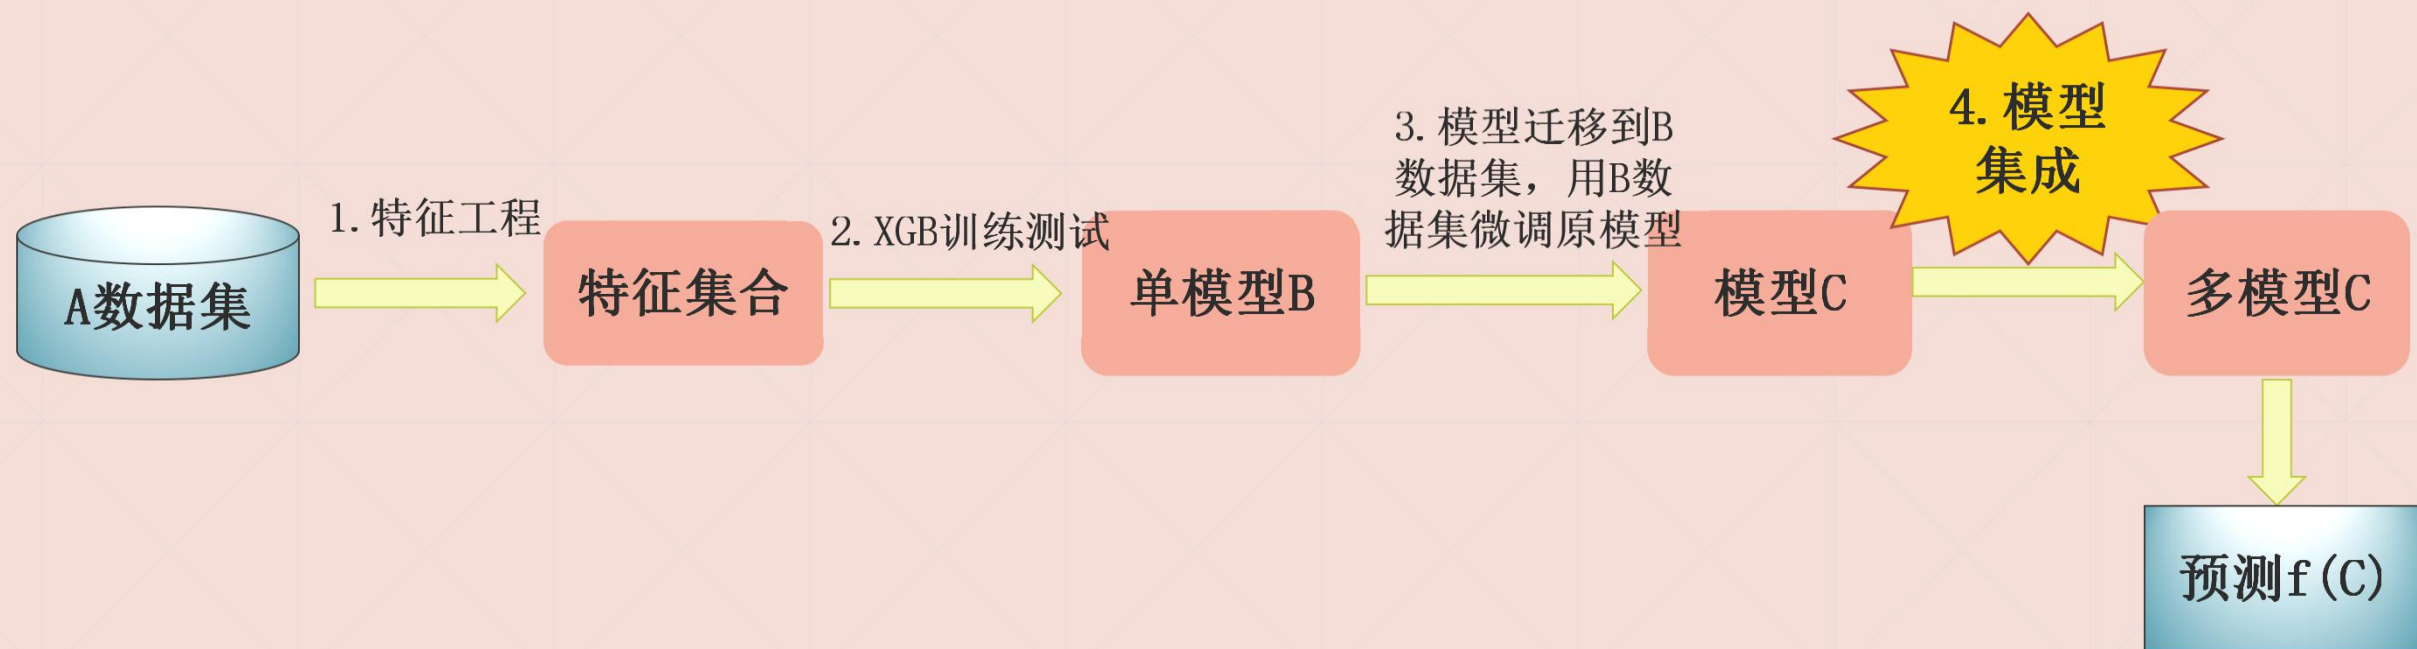 A数据集
1.特征工程
特征集合
2.XGB训练测试
单模型B
3.模型迁移到B
数据集，用B数
据集微调原模型
模型C
4.模型
集成
多模型C
预测f(C)